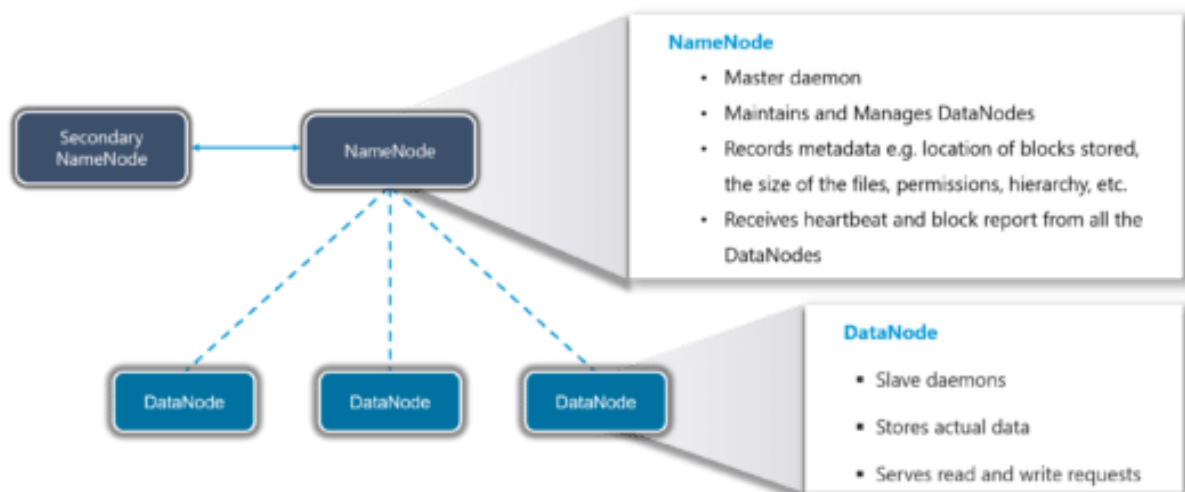 NameNode
• Master daemon
• Maintains and Manages DataNodes
• Records metadata e.g. location of blocks stored,
the size of the files, permissions, hierarchy, etc.
• Receives heartbeat and block report from all the
DataNodes
Secondary
NameNode
NameNode
DataNode
DataNode
DataNode
DataNode
▪ Slave daemons
▪ Stores actual data
▪ Serves read and write requests